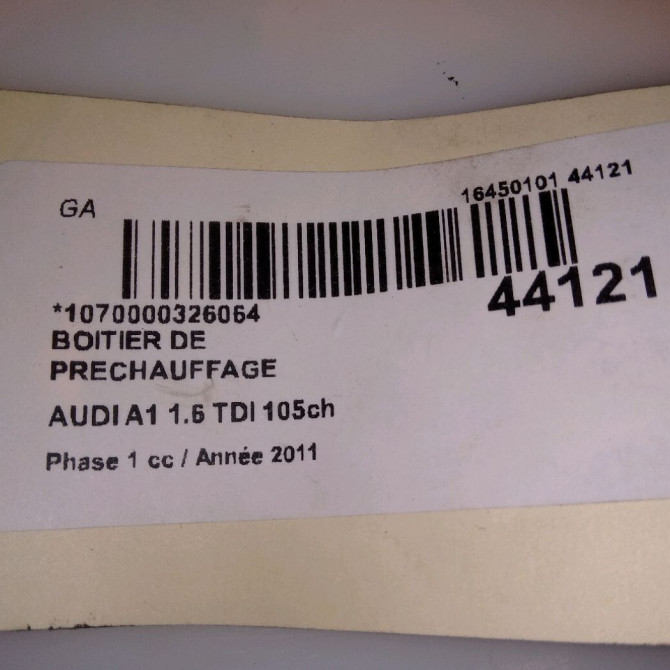 GA
16450101 44121
44121
*1070000326064
BOITIER DE
PRECHAUFFAGE
AUDI A1 1.6 TDI 105ch
Phase 1 cc / Année 2011